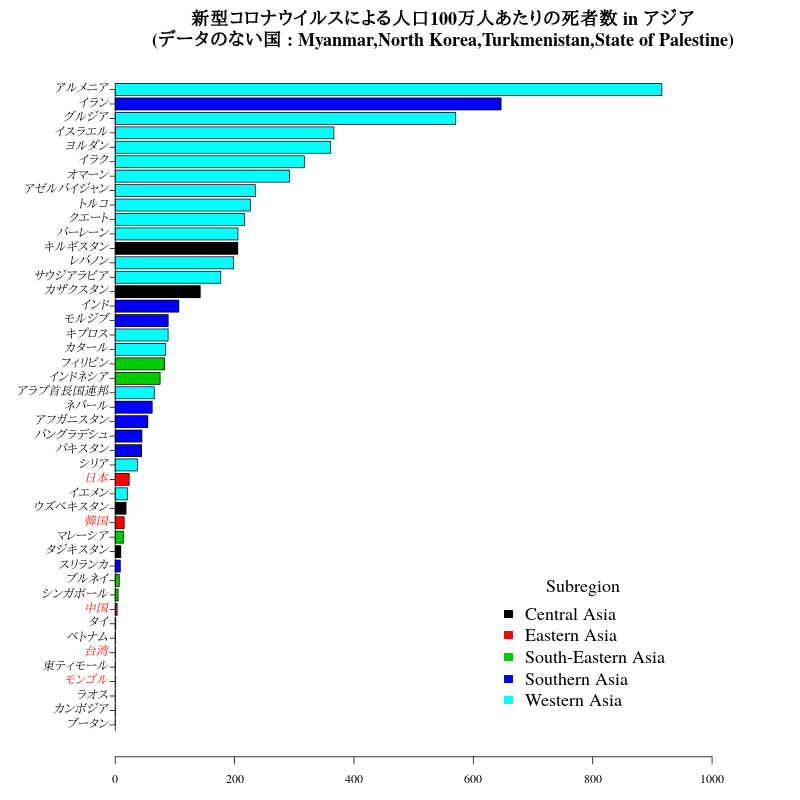 新型コロナウイルスによる人口100万人あたりの死者数 in アジア
(データのない国 : Myanmar,North Korea,Turkmenistan,State of Palestine)
アルメニア
イラン
グルジア
イスラエル
ヨルダン
イラク
オマーン
アゼルバイジャン
トルコ
クエート
バーレーン
キルギスタン
レバノン
サウジアラビア
カザクスタン
インド
モルジブ
キプロス
カタール
フィリピン
インドネシア
アラブ首長国連邦
ネパール
アフガニスタン
バングラデシュ
パキスタン
シリア
日本
イエメン
ウズベキスタン
韓国
マレーシア
タジキスタン
スリランカ
ブルネイ
シンガポール
中国
タイ
ベトナム
台湾
東ティモール
モンゴル
ラオス
カンボジア
ブータン
Subregion
Central Asia
Eastern Asia
South-Eastern Asia
Southern Asia
Western Asia
0 200 400 600 800 1000